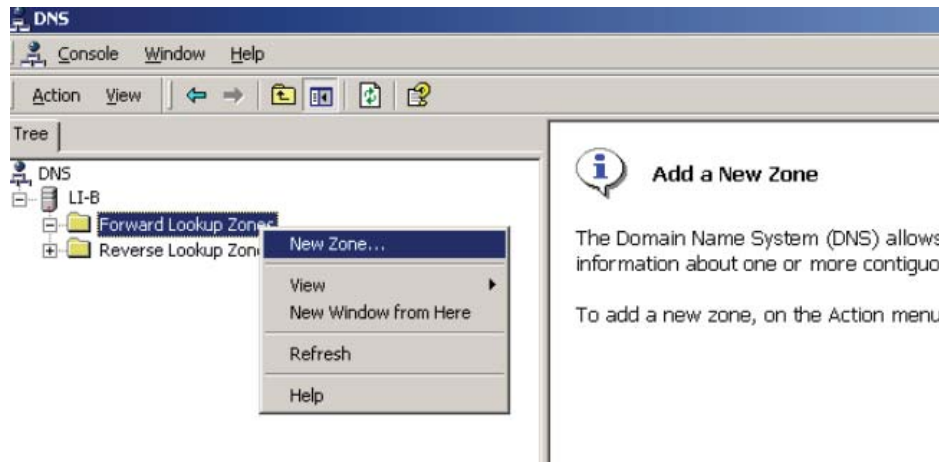 DNS
Console Window Help
Action View
Tree
DNS
LI-B
Forward Lookup Zones
Reverse Lookup Zon
New Zone...
View
New Window from Here
Refresh
Help
Add a New Zone
The Domain Name System (DNS) allows
information about one or more contiguo
To add a new zone, on the Action menu